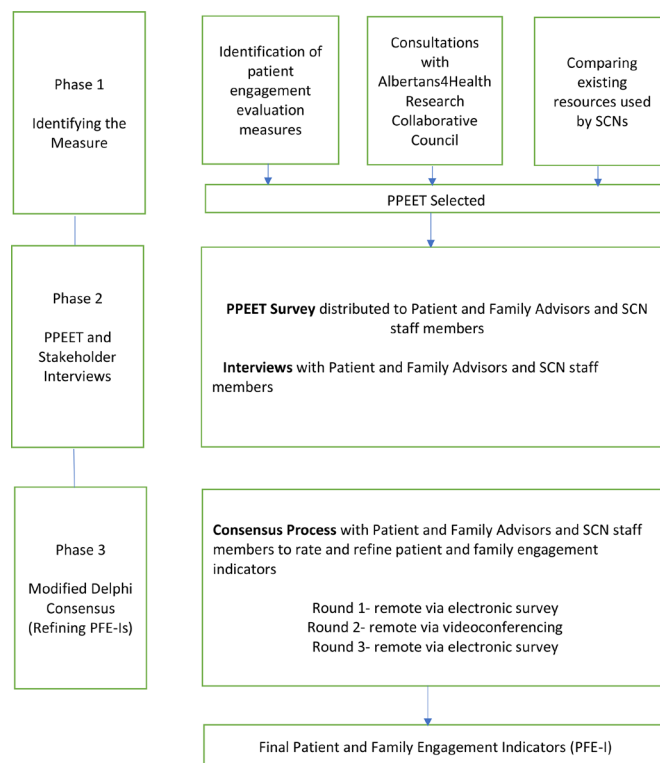 Phase 1
Identifying the
Measure
Identification of
patient
engagement
evaluation
measures
Consultations
with
Albertans4Health
Research
Collaborative
Council
Comparing
existing
resources used
by SCNs
PPEET Selected
Phase 2
PPEET and
Stakeholder
Interviews
PPEET Survey distributed to Patient and Family Advisors and SCN
staff members
Interviews with Patient and Family Advisors and SCN staff
members
Phase 3
Modified Delphi
Consensus
(Refining PFE-Is)
Consensus Process with Patient and Family Advisors and SCN staff
members to rate and refine patient and family engagement
indicators
Round 1- remote via electronic survey
Round 2- remote via videoconferencing
Round 3- remote via electronic survey
Final Patient and Family Engagement Indicators (PFE-I)